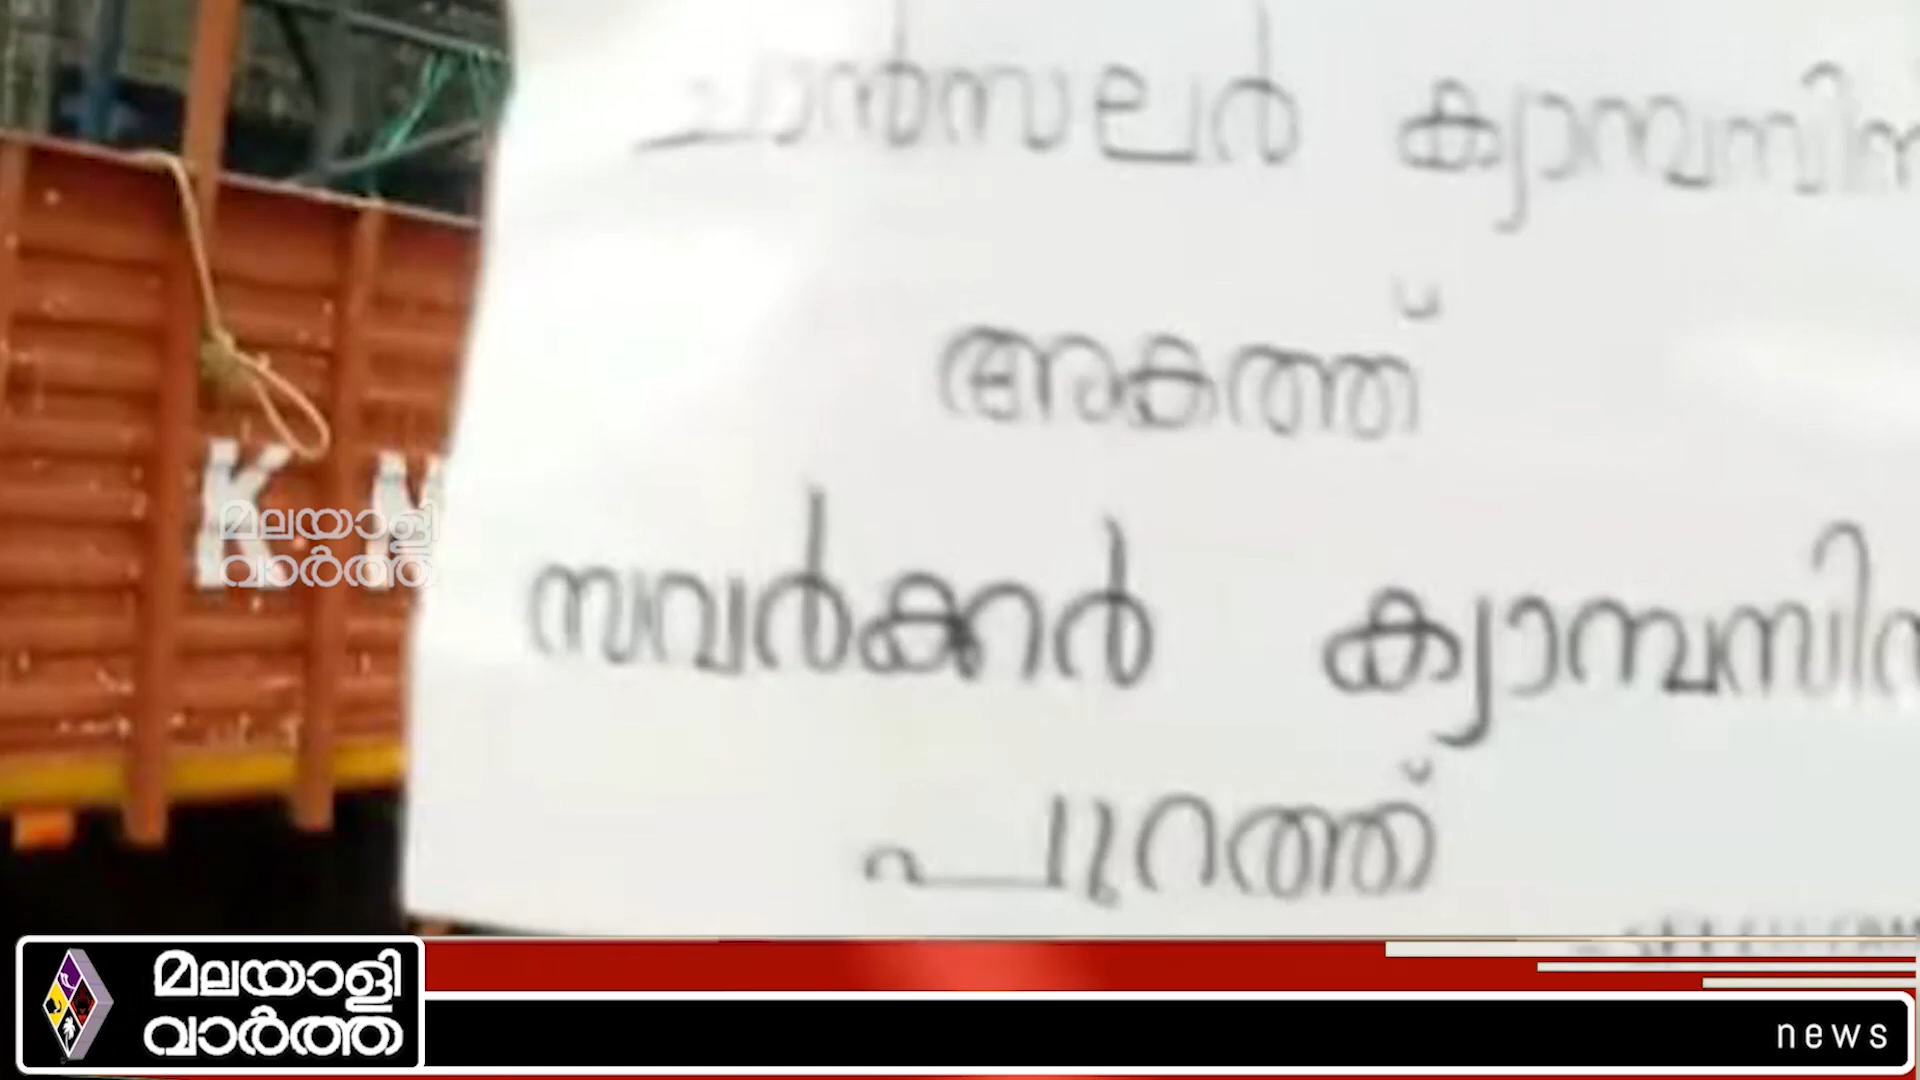 ചാൻസലർ ക്യാമ്പസിന
അകത്ത്
സവർക്കർ ക്യാമ്പസിന
പുറത്ത്
K
മലയാളി
വാർത്ത
മലയാളി
വാർത്ത
news